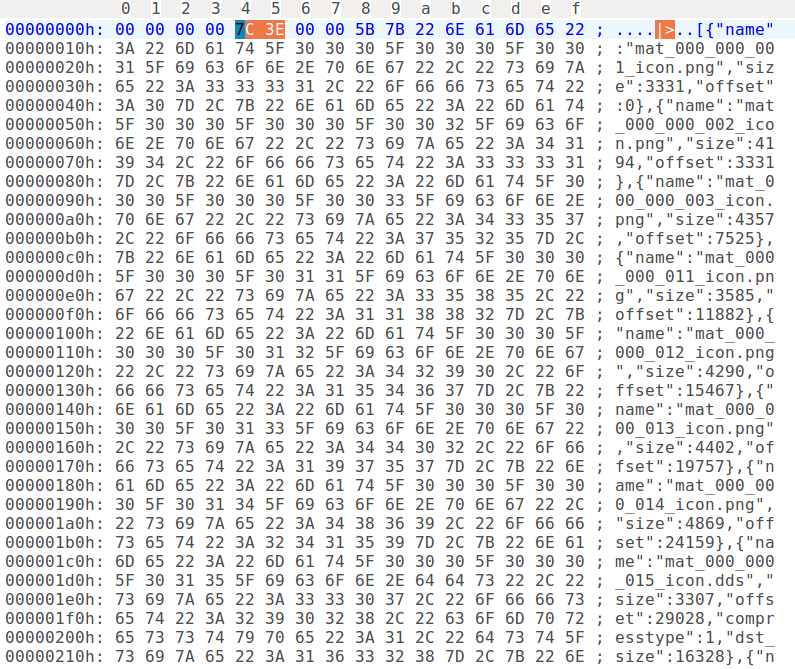 0 1 2 3 4 5 6 7 8 9 a b c d e f
00000000h: 00 00 00 00 7C 3E 00 00 5B 7B 22 6E 61 6D 65 22 ; ....|>..[{"name"
00000010h: 3A 22 6D 61 74 5F 30 30 30 5F 30 30 30 5F 30 30 ; :"mat_000_000_00
00000020h: 31 5F 69 63 6F 6E 2E 70 6E 67 22 2C 22 73 69 7A ; 1_icon.png","siz
00000030h: 65 22 3A 33 33 33 31 2C 22 6F 66 66 73 65 74 22 ; e":3331,"offset"
00000040h: 3A 30 7D 2C 7B 22 6E 61 6D 65 22 3A 22 6D 61 74 ; :0},{"name":"mat
00000050h: 5F 30 30 30 5F 30 30 30 5F 30 30 32 5F 69 63 6F ; _000_000_002_ico
00000060h: 6E 2E 70 6E 67 22 2C 22 73 69 7A 65 22 3A 34 31 ; n.png","size":41
00000070h: 39 34 2C 22 6F 66 66 73 65 74 22 3A 33 33 33 31 ; 94,"offset":3331
00000080h: 7D 2C 7B 22 6E 61 6D 65 22 3A 22 6D 61 74 5F 30 ; },{"name":"mat_0
00000090h: 30 30 5F 30 30 30 5F 30 30 33 5F 69 63 6F 6E 2E ; 00_000_003_icon.
000000a0h: 70 6E 67 22 2C 22 73 69 7A 65 22 3A 34 33 35 37 ; png","size":4357
000000b0h: 2C 22 6F 66 66 73 65 74 22 3A 37 35 32 35 7D 2C ; ,"offset":7525},
000000c0h: 7B 22 6E 61 6D 65 22 3A 22 6D 61 74 5F 30 30 30 ; {"name":"mat_000
000000d0h: 5F 30 30 30 5F 30 31 31 5F 69 63 6F 6E 2E 70 6E ; _000_011_icon.pn
000000e0h: 67 22 2C 22 73 69 7A 65 22 3A 33 35 38 35 2C 22 ; g","size":3585,"
000000f0h: 6F 66 66 73 65 74 22 3A 31 31 38 38 32 7D 2C 7B ; offset":11882},{
00000100h: 22 6E 61 6D 65 22 3A 22 6D 61 74 5F 30 30 30 5F ; "name":"mat_000_
00000110h: 30 30 30 5F 30 31 32 5F 69 63 6F 6E 2E 70 6E 67 ; 000_012_icon.png
00000120h: 22 2C 22 73 69 7A 65 22 3A 34 32 39 30 2C 22 6F ; ","size":4290,"o
00000130h: 66 66 73 65 74 22 3A 31 35 34 36 37 7D 2C 7B 22 ; ffset":15467},{"
00000140h: 6E 61 6D 65 22 3A 22 6D 61 74 5F 30 30 30 5F 30 ; name":"mat_000_0
00000150h: 30 30 5F 30 31 33 5F 69 63 6F 6E 2E 70 6E 67 22 ; 00_013_icon.png"
00000160h: 2C 22 73 69 7A 65 22 3A 34 34 30 32 2C 22 6F 66 ; ,"size":4402,"of
00000170h: 66 73 65 74 22 3A 31 39 37 35 37 7D 2C 7B 22 6E ; fset":19757},{"n
00000180h: 61 6D 65 22 3A 22 6D 61 74 5F 30 30 30 5F 30 30 ; ame":"mat_000_00
00000190h: 30 5F 30 31 34 5F 69 63 6F 6E 2E 70 6E 67 22 2C ; 0_014_icon.png",
000001a0h: 22 73 69 7A 65 22 3A 34 38 36 39 2C 22 6F 66 66 ; "size":4869,"off
000001b0h: 73 65 74 22 3A 32 34 31 35 39 7D 2C 7B 22 6E 61 ; set":24159},{"na
000001c0h: 6D 65 22 3A 22 6D 61 74 5F 30 30 30 5F 30 30 30 ; me":"mat_000_000
000001d0h: 5F 30 31 35 5F 69 63 6F 6E 2E 64 64 73 22 2C 22 ; _015_icon.dds","
000001e0h: 73 69 7A 65 22 3A 33 33 30 37 2C 22 6F 66 66 73 ; size":3307,"offs
000001f0h: 65 74 22 3A 32 39 30 32 38 2C 22 63 6F 6D 70 72 ; et":29028,"compr
00000200h: 65 73 73 74 79 70 65 22 3A 31 2C 22 64 73 74 5F ; esstype":1,"dst_
00000210h: 73 69 7A 65 22 3A 31 36 33 32 38 7D 2C 7B 22 6E ; size":16328},{"n